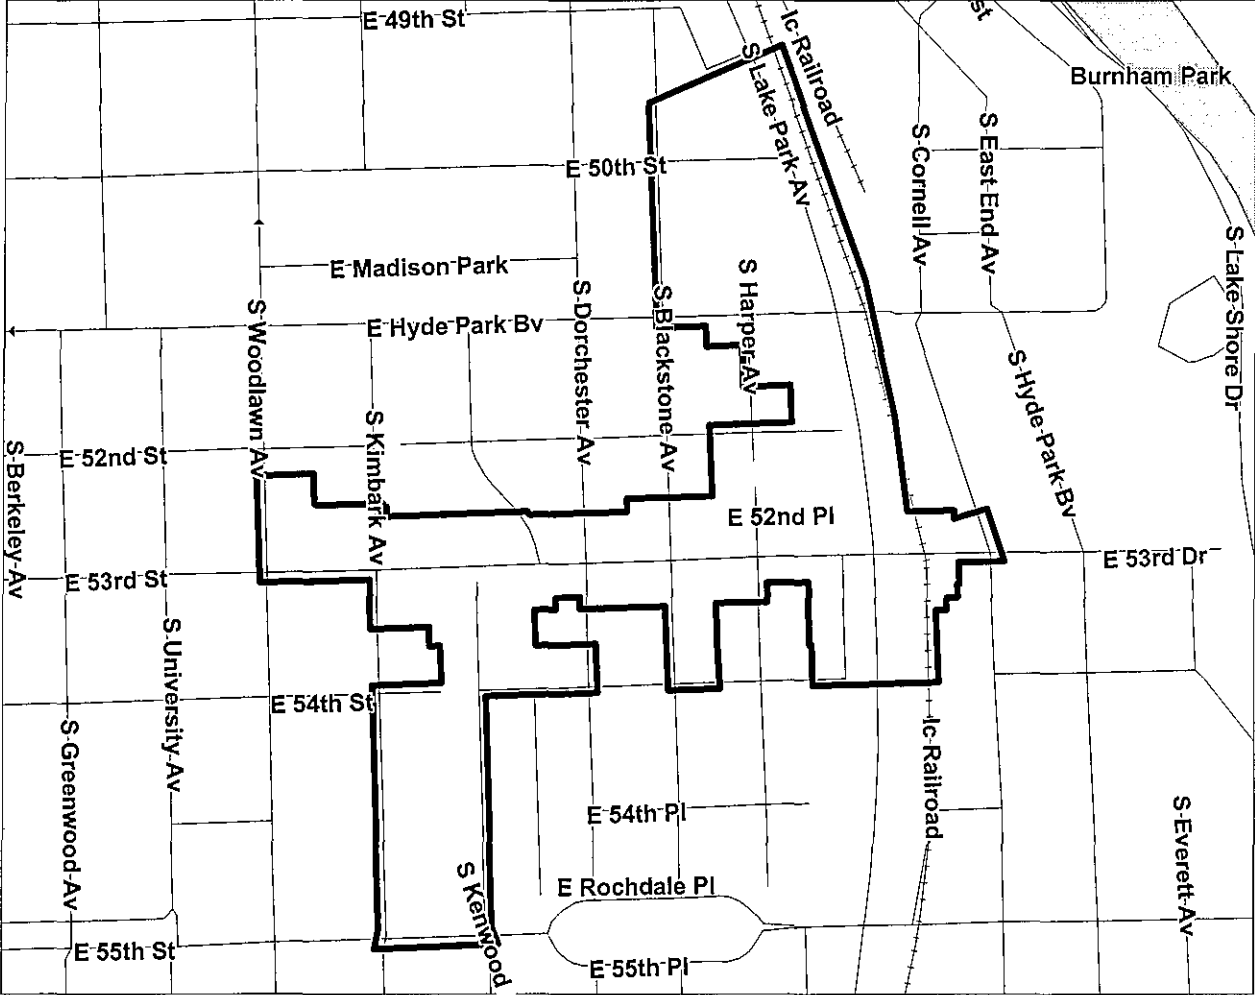 E 49th St
Ic Railroad
st
Burnham Park
S Lake Park Av
S Cornell Av
S East End Av
E 50th St
S Lake Shore Dr
E Madison Park
S Harper Av
S Woodlawn Av
E Hyde Park Bv
S Dorchester Av
S Blackstone Av
S Hyde Park Bv
S Kimbark Av
S Berkeley Av
E 52nd St
E 52nd Pl
E 53rd Dr
E 53rd St
S University Av
E 54th St
S Greenwood Av
Ic Railroad
E 54th Pl
S Everett Av
S Kenwood
E Rochdale Pl
E 55th St
E 55th Pl